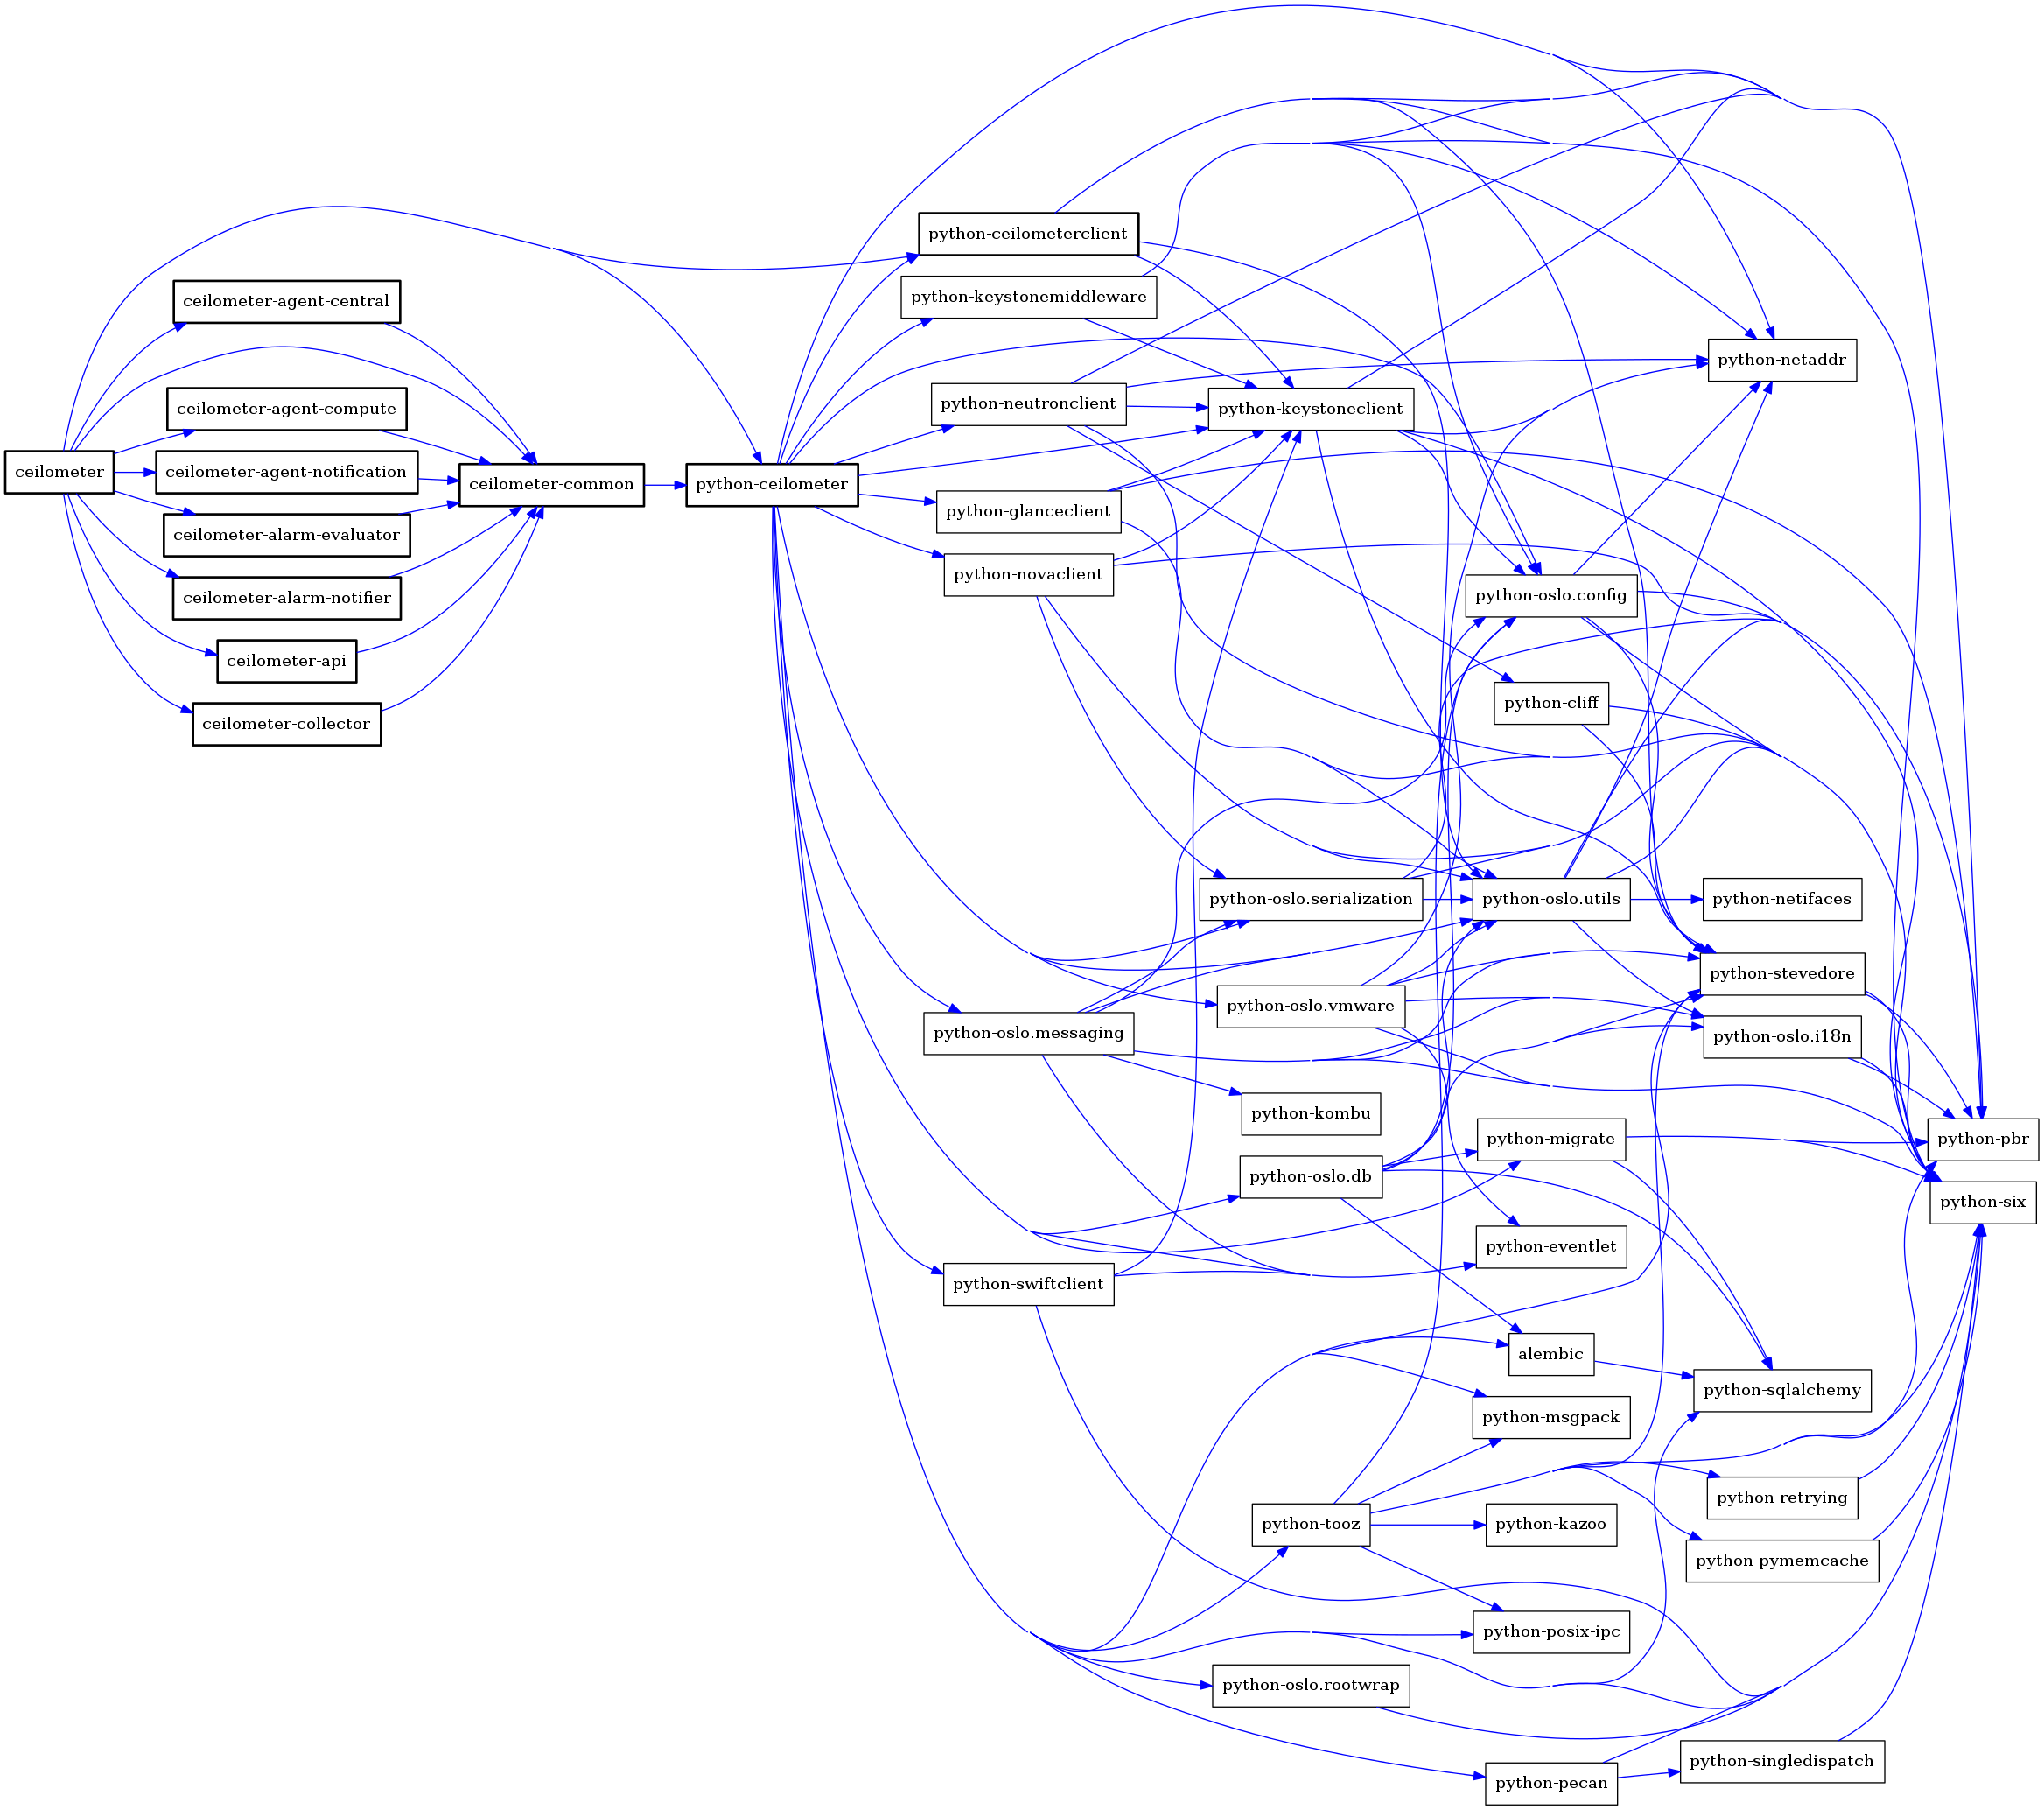 ceilometer
ceilometer-agent-central
ceilometer-agent-compute
ceilometer-agent-notification
ceilometer-alarm-evaluator
ceilometer-alarm-notifier
ceilometer-api
ceilometer-collector
ceilometer-common
python-ceilometer
python-ceilometerclient
python-keystonemiddleware
python-neutronclient
python-glanceclient
python-novaclient
python-oslo.messaging
python-swiftclient
python-keystoneclient
python-oslo.serialization
python-oslo.vmware
python-kombu
python-oslo.db
python-tooz
python-oslo.rootwrap
python-oslo.config
python-cliff
python-oslo.utils
python-migrate
python-eventlet
alembic
python-msgpack
python-kazoo
python-posix-ipc
python-pecan
python-netaddr
python-netifaces
python-stevedore
python-oslo.i18n
python-sqlalchemy
python-retrying
python-pymemcache
python-singledispatch
python-pbr
python-six